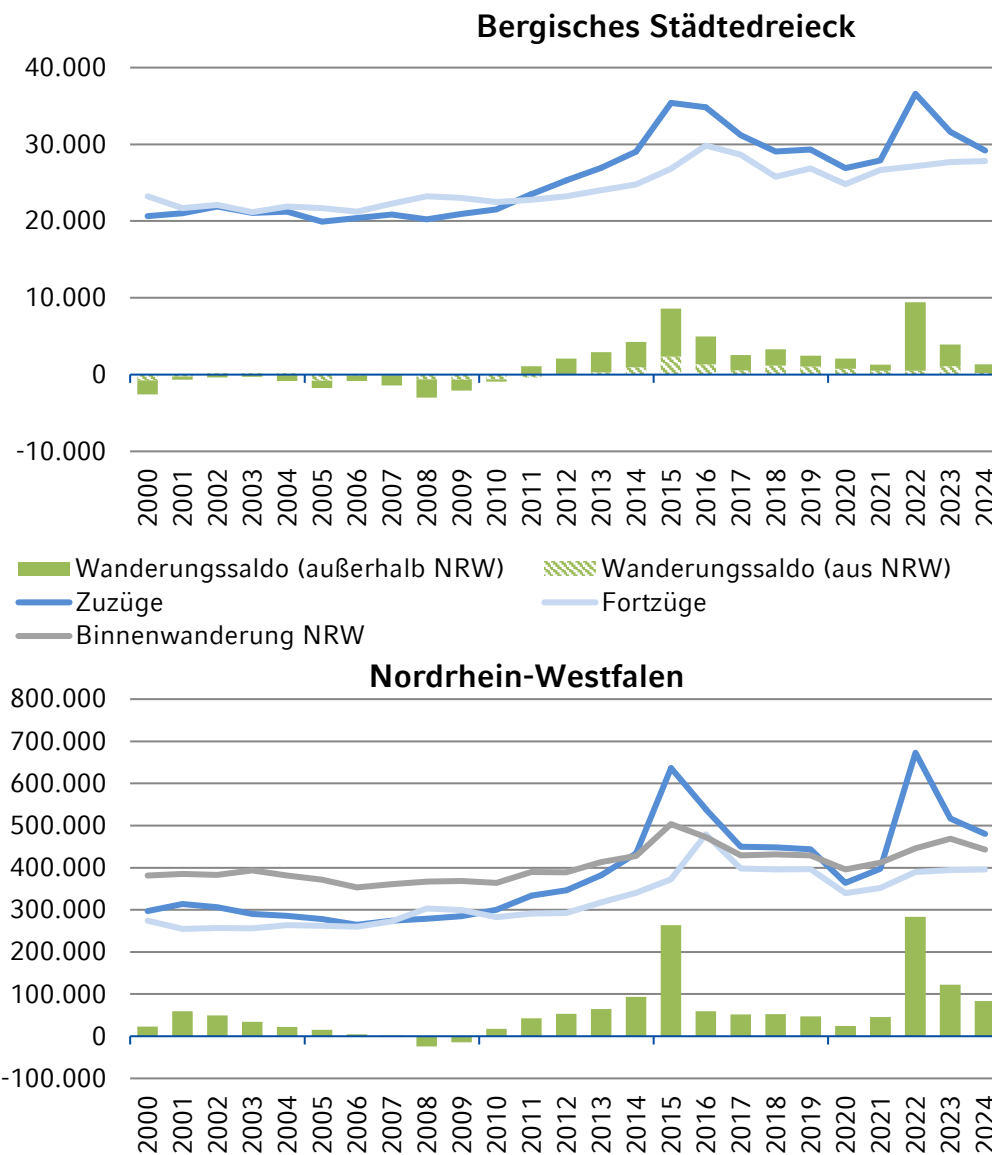 Bergisches Städtedreieck
40.000
30.000
20.000
10.000
0
-10.000
2000 2001 2002 2003 2004 2005 2006 2007 2008 2009 2010 2011 2012 2013 2014 2015 2016 2017 2018 2019 2020 2021 2022 2023 2024
Wanderungssaldo (außerhalb NRW) Wanderungssaldo (aus NRW)
Zuzüge Fortzüge
Binnenwanderung NRW
Nordrhein-Westfalen
800.000
700.000
600.000
500.000
400.000
300.000
200.000
100.000
0
-100.000
2000 2001 2002 2003 2004 2005 2006 2007 2008 2009 2010 2011 2012 2013 2014 2015 2016 2017 2018 2019 2020 2021 2022 2023 2024